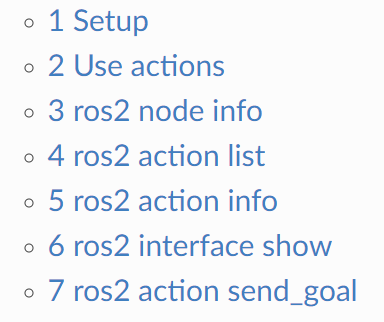 1 Setup
2 Use actions
3 ros2 node info
4 ros2 action list
5 ros2 action info
6 ros2 interface show
7 ros2 action send_goal